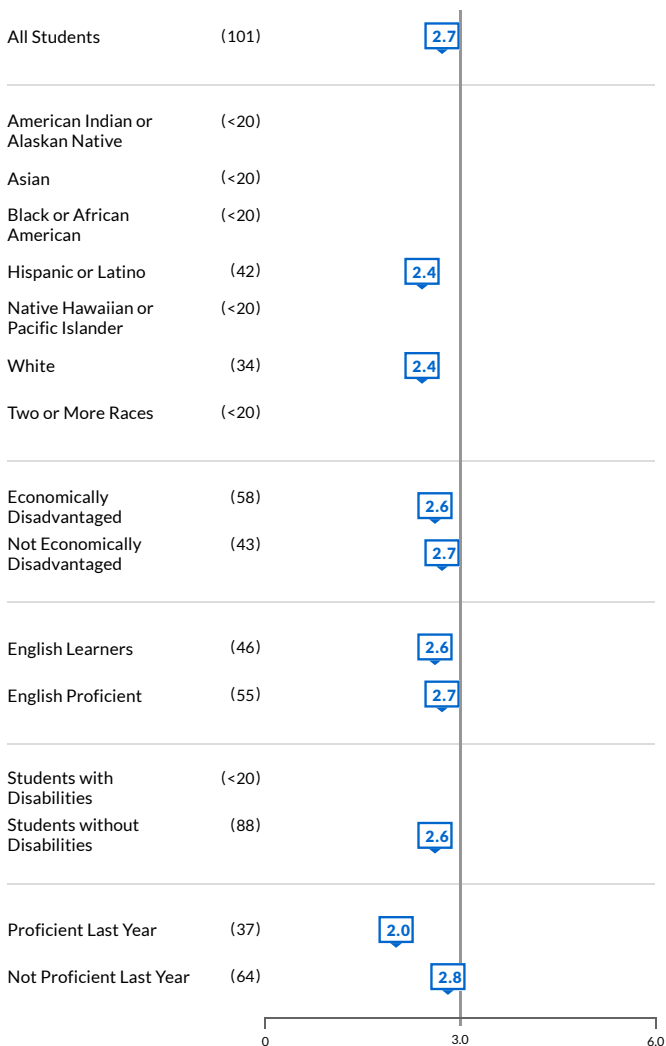 All Students (101) 2.7
American Indian or (<20)
Alaskan Native
Asian (<20)
Black or African (<20)
American
Hispanic or Latino (42) 2.4
Native Hawaiian or (<20)
Pacific Islander
White (34) 2.4
Two or More Races (<20)
Economically (58) 2.6
Disadvantaged
Not Economically (43) 2.7
Disadvantaged
English Learners (46) 2.6
English Proficient (55) 2.7
Students with (<20)
Disabilities
Students without (88) 2.6
Disabilities
Proficient Last Year (37) 2.0
Not Proficient Last Year (64) 2.8
0 3.0 6.0